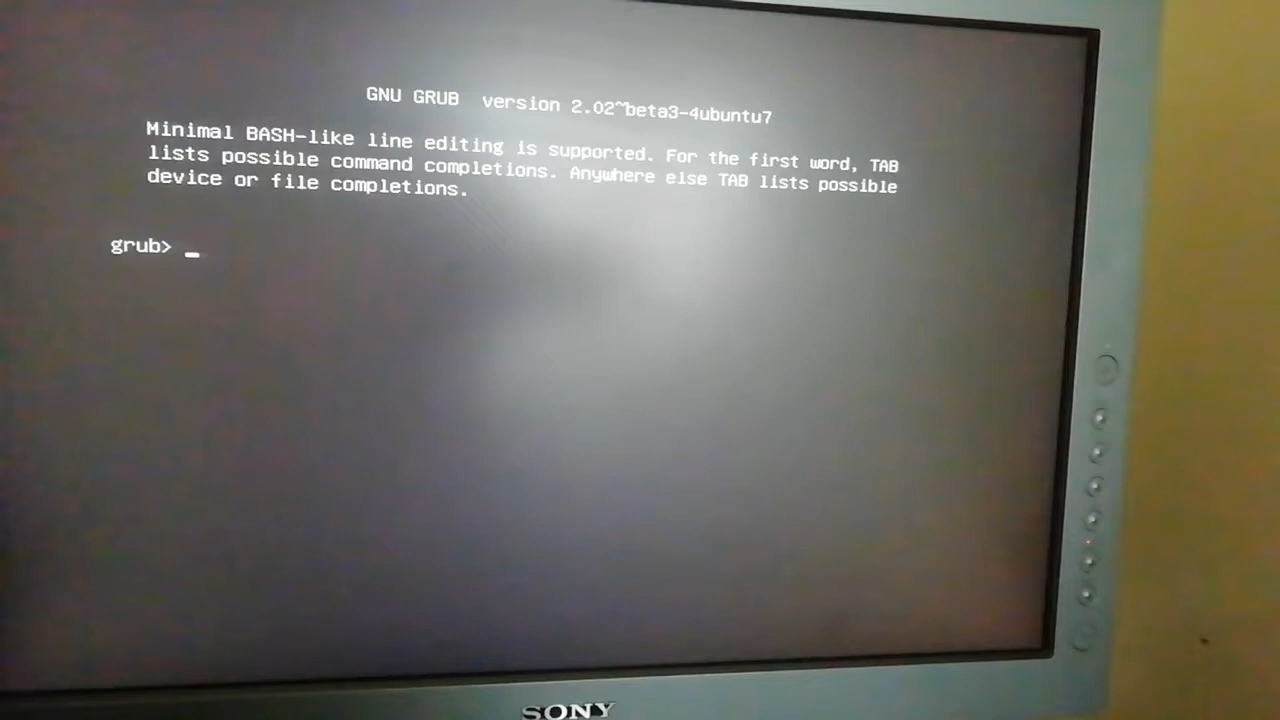 GNU GRUB version 2.02~beta3-4ubuntu7
Minimal BASH-like line editing is supported. For the first word, TAB
lists possible command completions. Anywhere else TAB lists possible
device or file completions.
grub> _
SONY